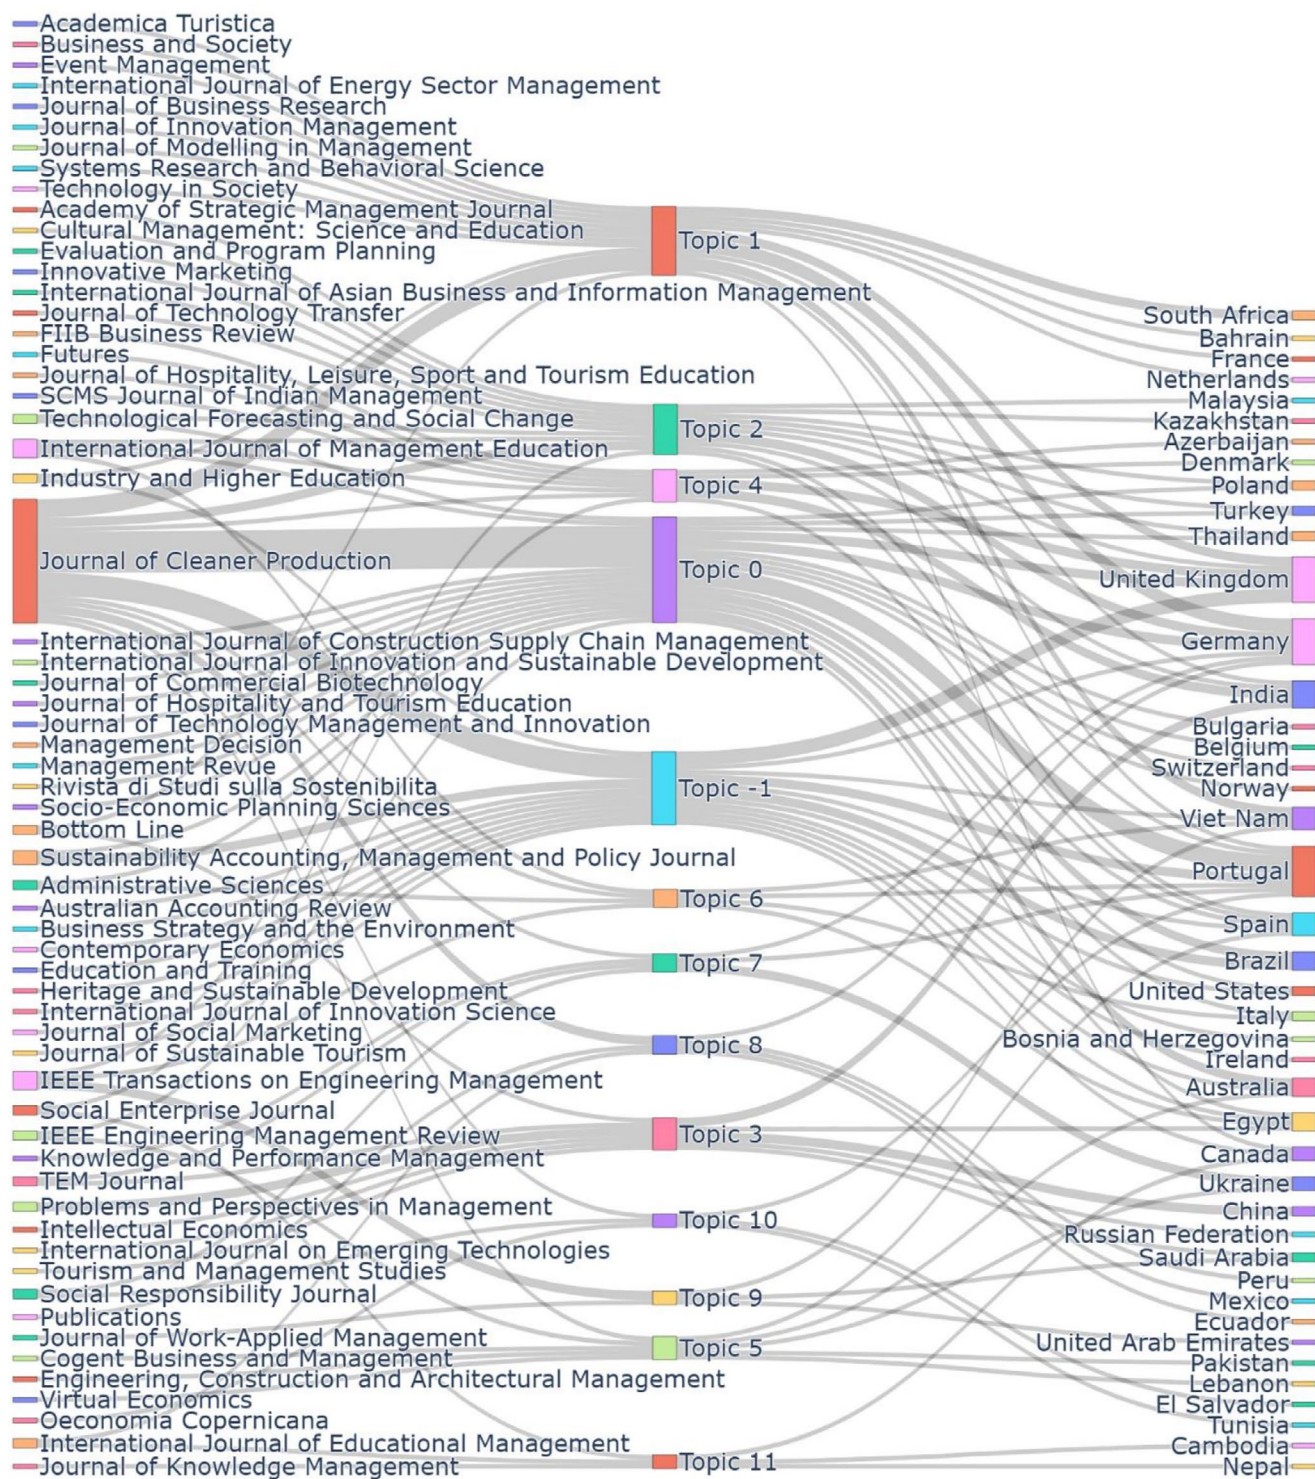 Academica Turistica
Business and Society
Event Management
International Journal of Energy Sector Management
Journal of Business Research
Journal of Innovation Management
Journal of Modelling in Management
Systems Research and Behavioral Science
Technology in Society
Academy of Strategic Management Journal
Cultural Management: Science and Education
Evaluation and Program Planning
Innovative Marketing
International Journal of Asian Business and Information Management
Journal of Technology Transfer
FIIB Business Review
Futures
Journal of Hospitality, Leisure, Sport and Tourism Education
SCMS Journal of Indian Management
Technological Forecasting and Social Change
International Journal of Management Education
Industry and Higher Education
Journal of Cleaner Production
International Journal of Construction Supply Chain Management
International Journal of Innovation and Sustainable Development
Journal of Commercial Biotechnology
Journal of Hospitality and Tourism Education
Journal of Technology Management and Innovation
Management Decision
Management Revue
Rivista di Studi sulla Sostenibilita
Socio-Economic Planning Sciences
Bottom Line
Sustainability Accounting, Management and Policy Journal
Administrative Sciences
Australian Accounting Review
Business Strategy and the Environment
Contemporary Economics
Education and Training
Heritage and Sustainable Development
International Journal of Innovation Science
Journal of Social Marketing
Journal of Sustainable Tourism
IEEE Transactions on Engineering Management
Social Enterprise Journal
IEEE Engineering Management Review
Knowledge and Performance Management
TEM Journal
Problems and Perspectives in Management
Intellectual Economics
International Journal on Emerging Technologies
Tourism and Management Studies
Social Responsibility Journal
Publications
Journal of Work-Applied Management
Cogent Business and Management
Engineering, Construction and Architectural Management
Virtual Economics
Oeconomia Copernicana
International Journal of Educational Management
Journal of Knowledge Management
Topic 1
Topic 2
Topic 4
Topic 0
Topic -1
Topic 6
Topic 7
Topic 8
Topic 3
Topic 10
Topic 9
Topic 5
Topic 11
South Africa
Bahrain
France
Netherlands
Malaysia
Kazakhstan
Azerbaijan
Denmark
Poland
Turkey
Thailand
United Kingdom
Germany
India
Bulgaria
Belgium
Switzerland
Norway
Viet Nam
Portugal
Spain
Brazil
United States
Italy
Bosnia and Herzegovina
Ireland
Australia
Egypt
Canada
Ukraine
China
Russian Federation
Saudi Arabia
Peru
Mexico
Ecuador
United Arab Emirates
Pakistan
Lebanon
El Salvador
Tunisia
Cambodia
Nepal